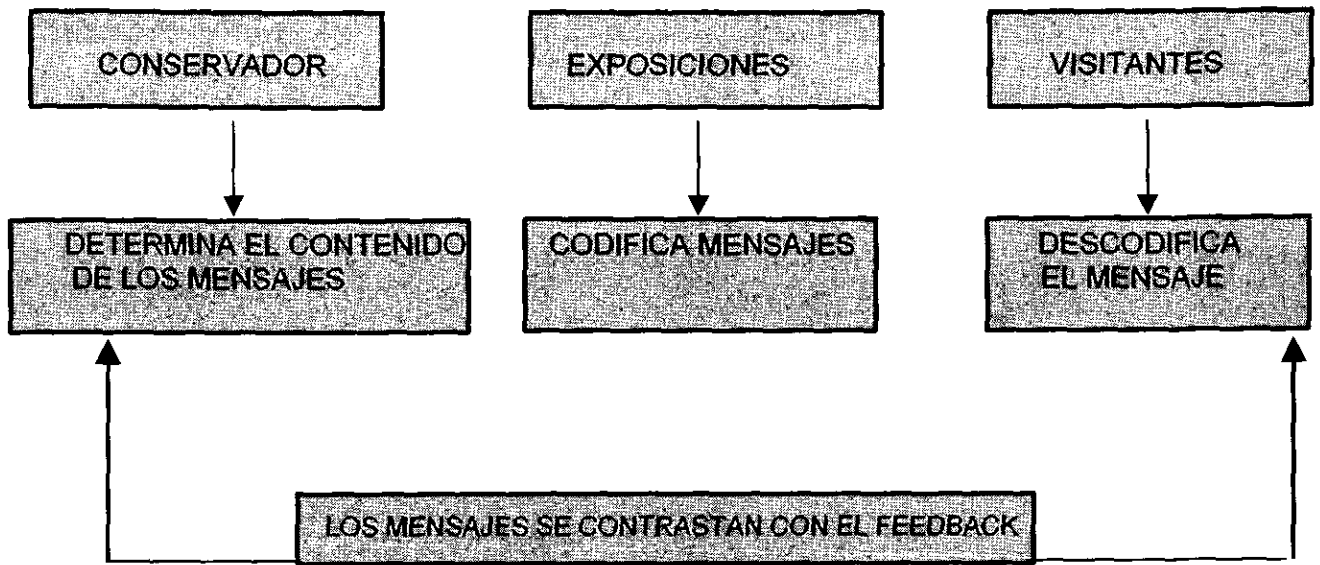 CONSERVADOR
EXPOSICIONES
VISITANTES
DETERMINA EL CONTENIDO
DE LOS MENSAJES
CODIFICA MENSAJES
DESCODIFICA
EL MENSAJE
LOS MENSAJES SE CONTRASTAN CON EL FEEDBACK